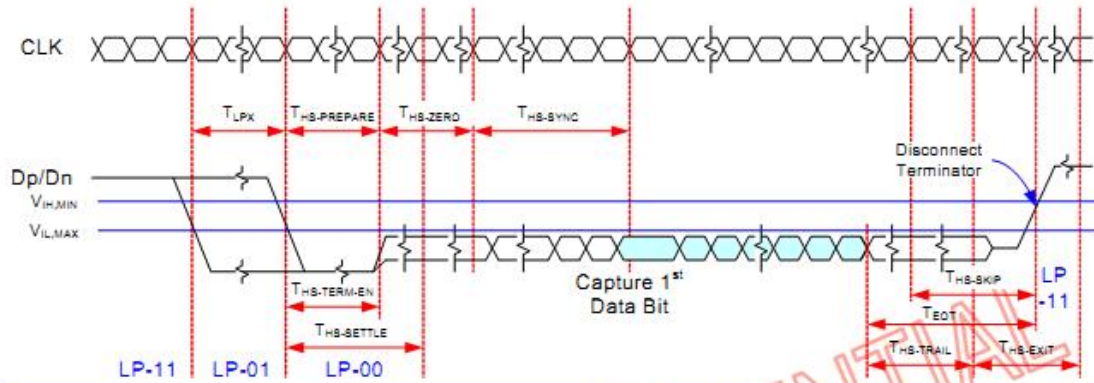 CLK
TLPX
THS-PREPARE
THS-ZERO
THS-SYNC
Disconnect
Terminator
Dp/Dn
VIH,MIN
VIL,MAX
THS-TERM-EN
Capture 1st
Data Bit
THS-SKIP
LP
-11
TEOT
THS-SETTLE
THS-TRAIL
THS-EXIT
LP-11
LP-01
LP-00
NTIAL